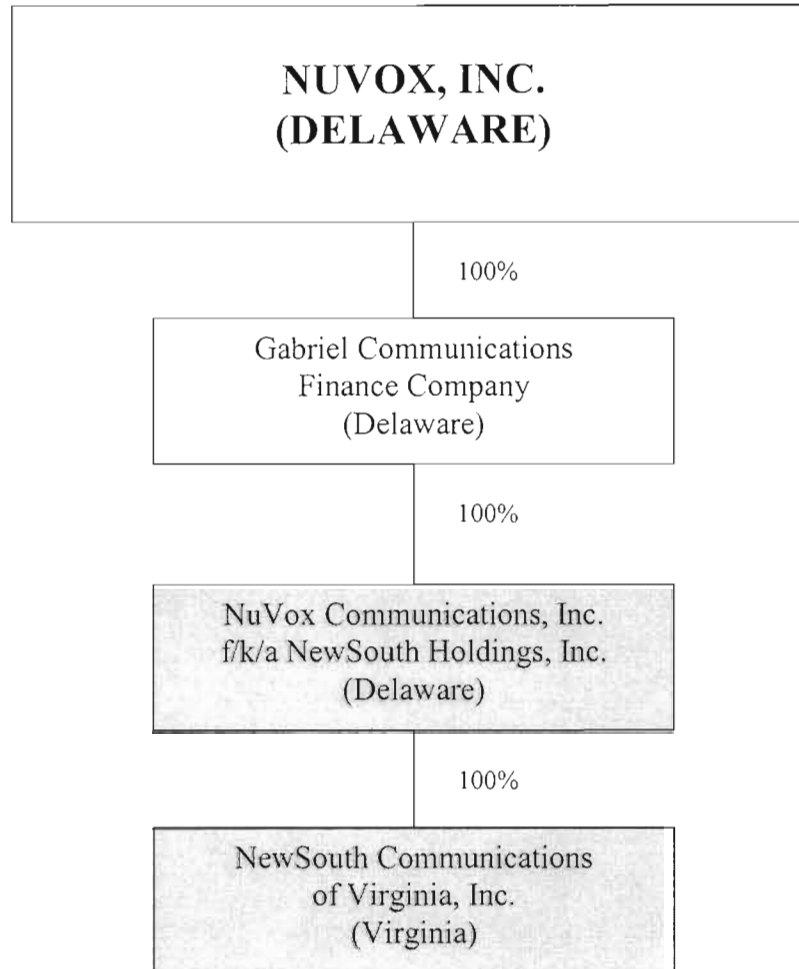 NUVOX, INC.
(DELAWARE)
100%
Gabriel Communications
Finance Company
(Delaware)
100%
NuVox Communications, Inc.
f/k/a NewSouth Holdings, Inc.
(Delaware)
100%
NewSouth Communications
of Virginia, Inc.
(Virginia)